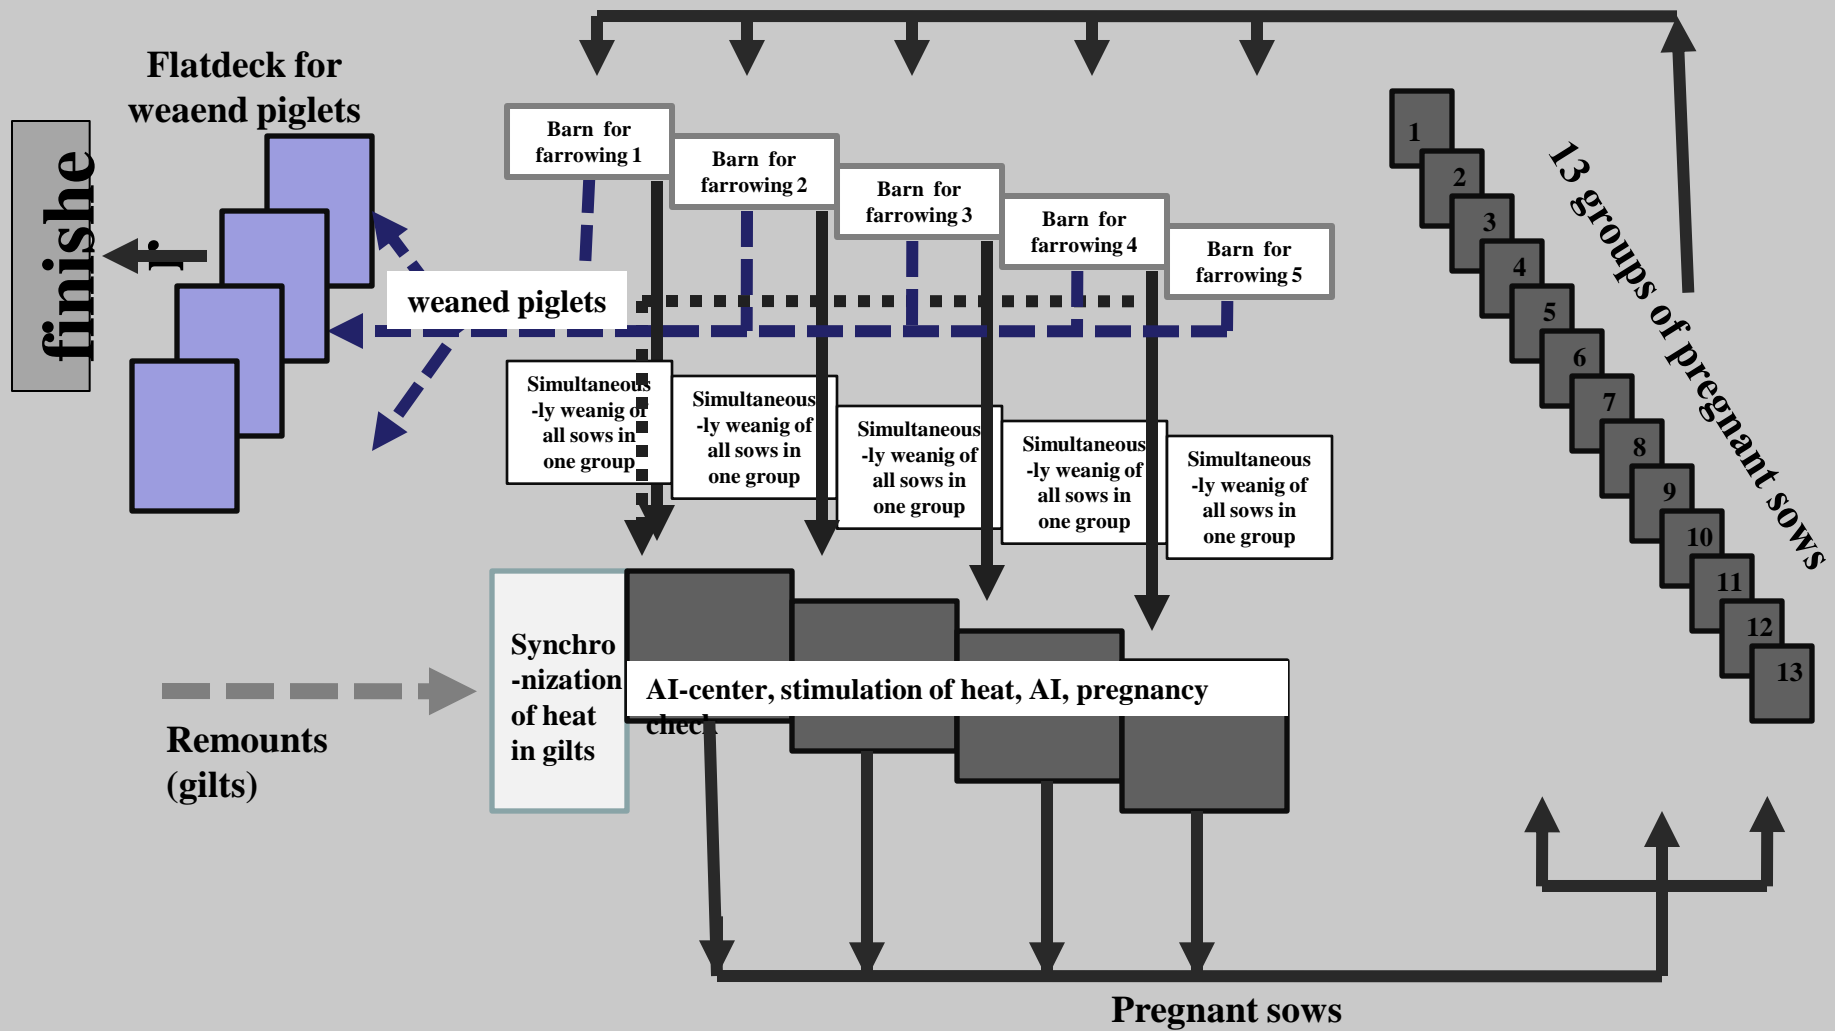 Flatdeck for
weaend piglets
finishe
r
Barn for
farrowing 1
Barn for
farrowing 2
Barn for
farrowing 3
Barn for
farrowing 4
Barn for
farrowing 5
weaned piglets
Simultaneous
-ly weanig of
all sows in
one group
Simultaneous
-ly weanig of
all sows in
one group
Simultaneous
-ly weanig of
all sows in
one group
Simultaneous
-ly weanig of
all sows in
one group
Simultaneous
-ly weanig of
all sows in
one group
1
2
3
4
5
6
7
8
9
10
11
12
13
13 groups of pregnant sows
Synchro
-nization
of heat
in gilts
AI-center, stimulation of heat, AI, pregnancy
check
Remounts
(gilts)
Pregnant sows